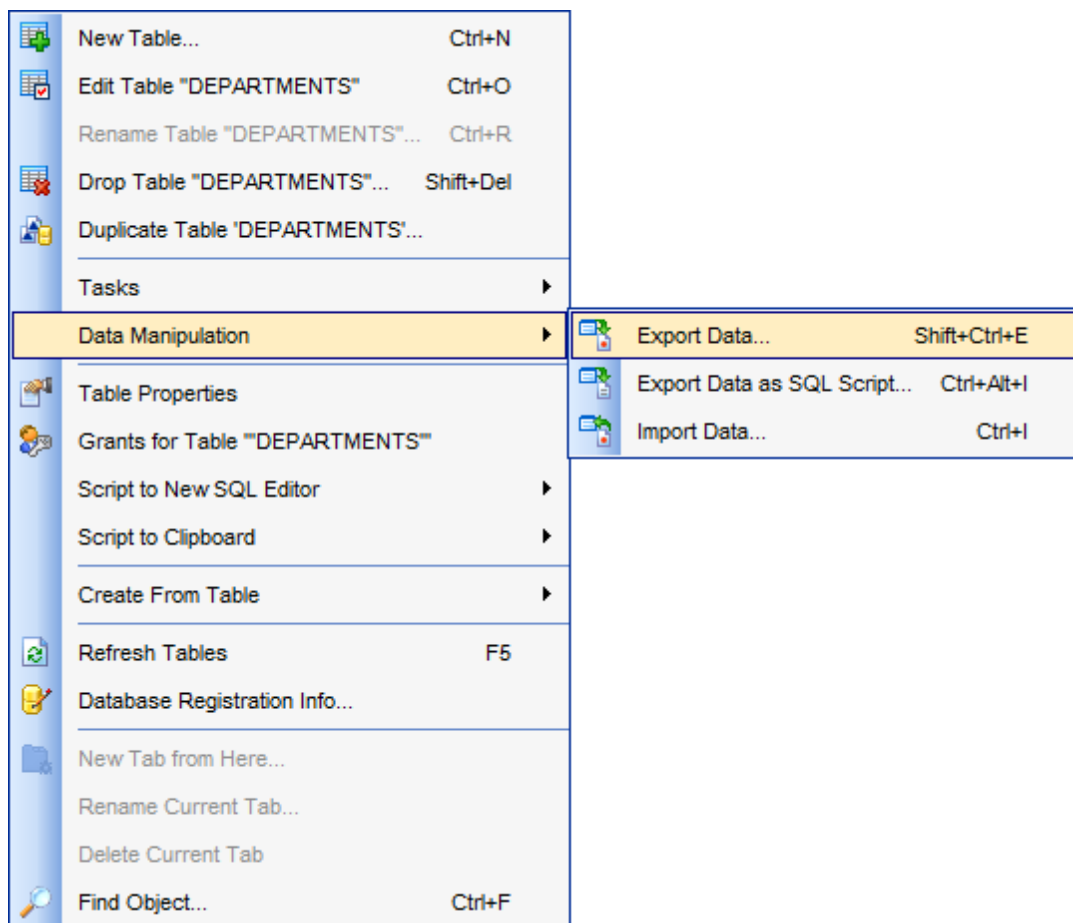 New Table... Ctrl+N
Edit Table "DEPARTMENTS" Ctrl+O
Rename Table "DEPARTMENTS"... Ctrl+R
Drop Table "DEPARTMENTS"... Shift+Del
Duplicate Table 'DEPARTMENTS'...
Tasks
Data Manipulation
Export Data... Shift+Ctrl+E
Export Data as SQL Script... Ctrl+Alt+I
Import Data... Ctrl+I
Table Properties
Grants for Table '"DEPARTMENTS"'
Script to New SQL Editor
Script to Clipboard
Create From Table
Refresh Tables F5
Database Registration Info...
New Tab from Here...
Rename Current Tab...
Delete Current Tab
Find Object... Ctrl+F